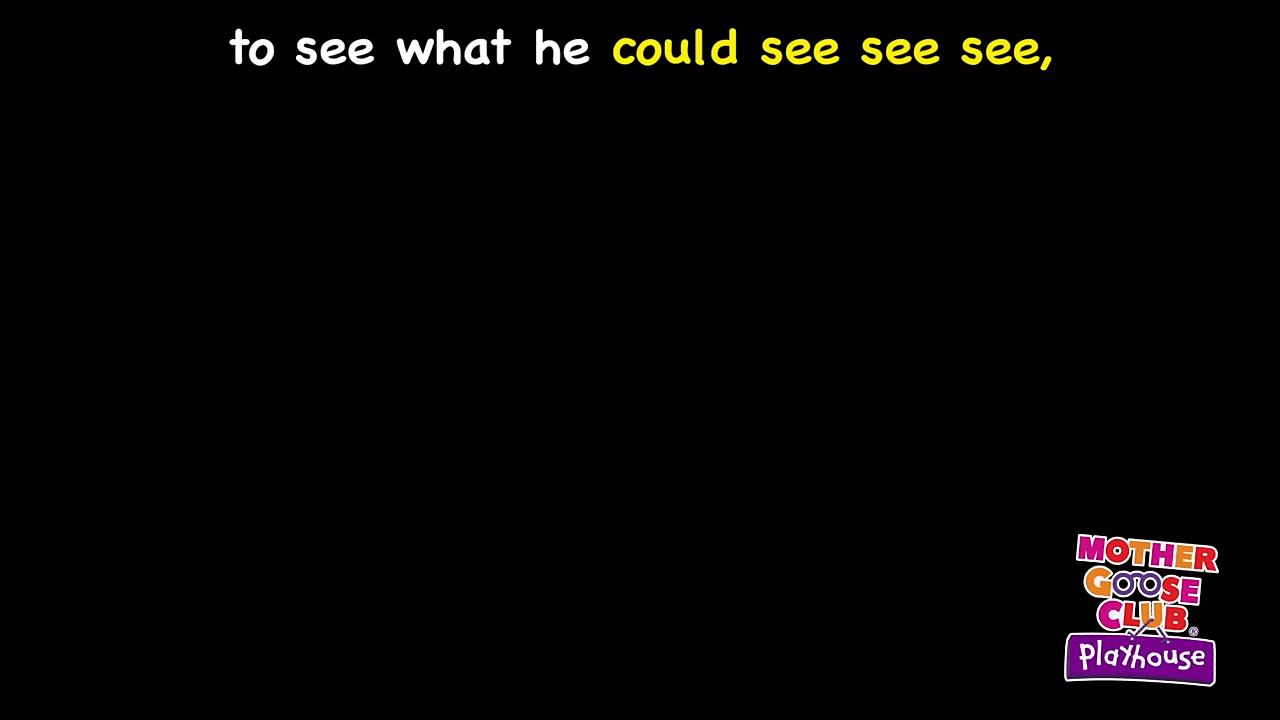 to see what he could see see see,
MOTHER
GOOSE
CLUB
Playhouse